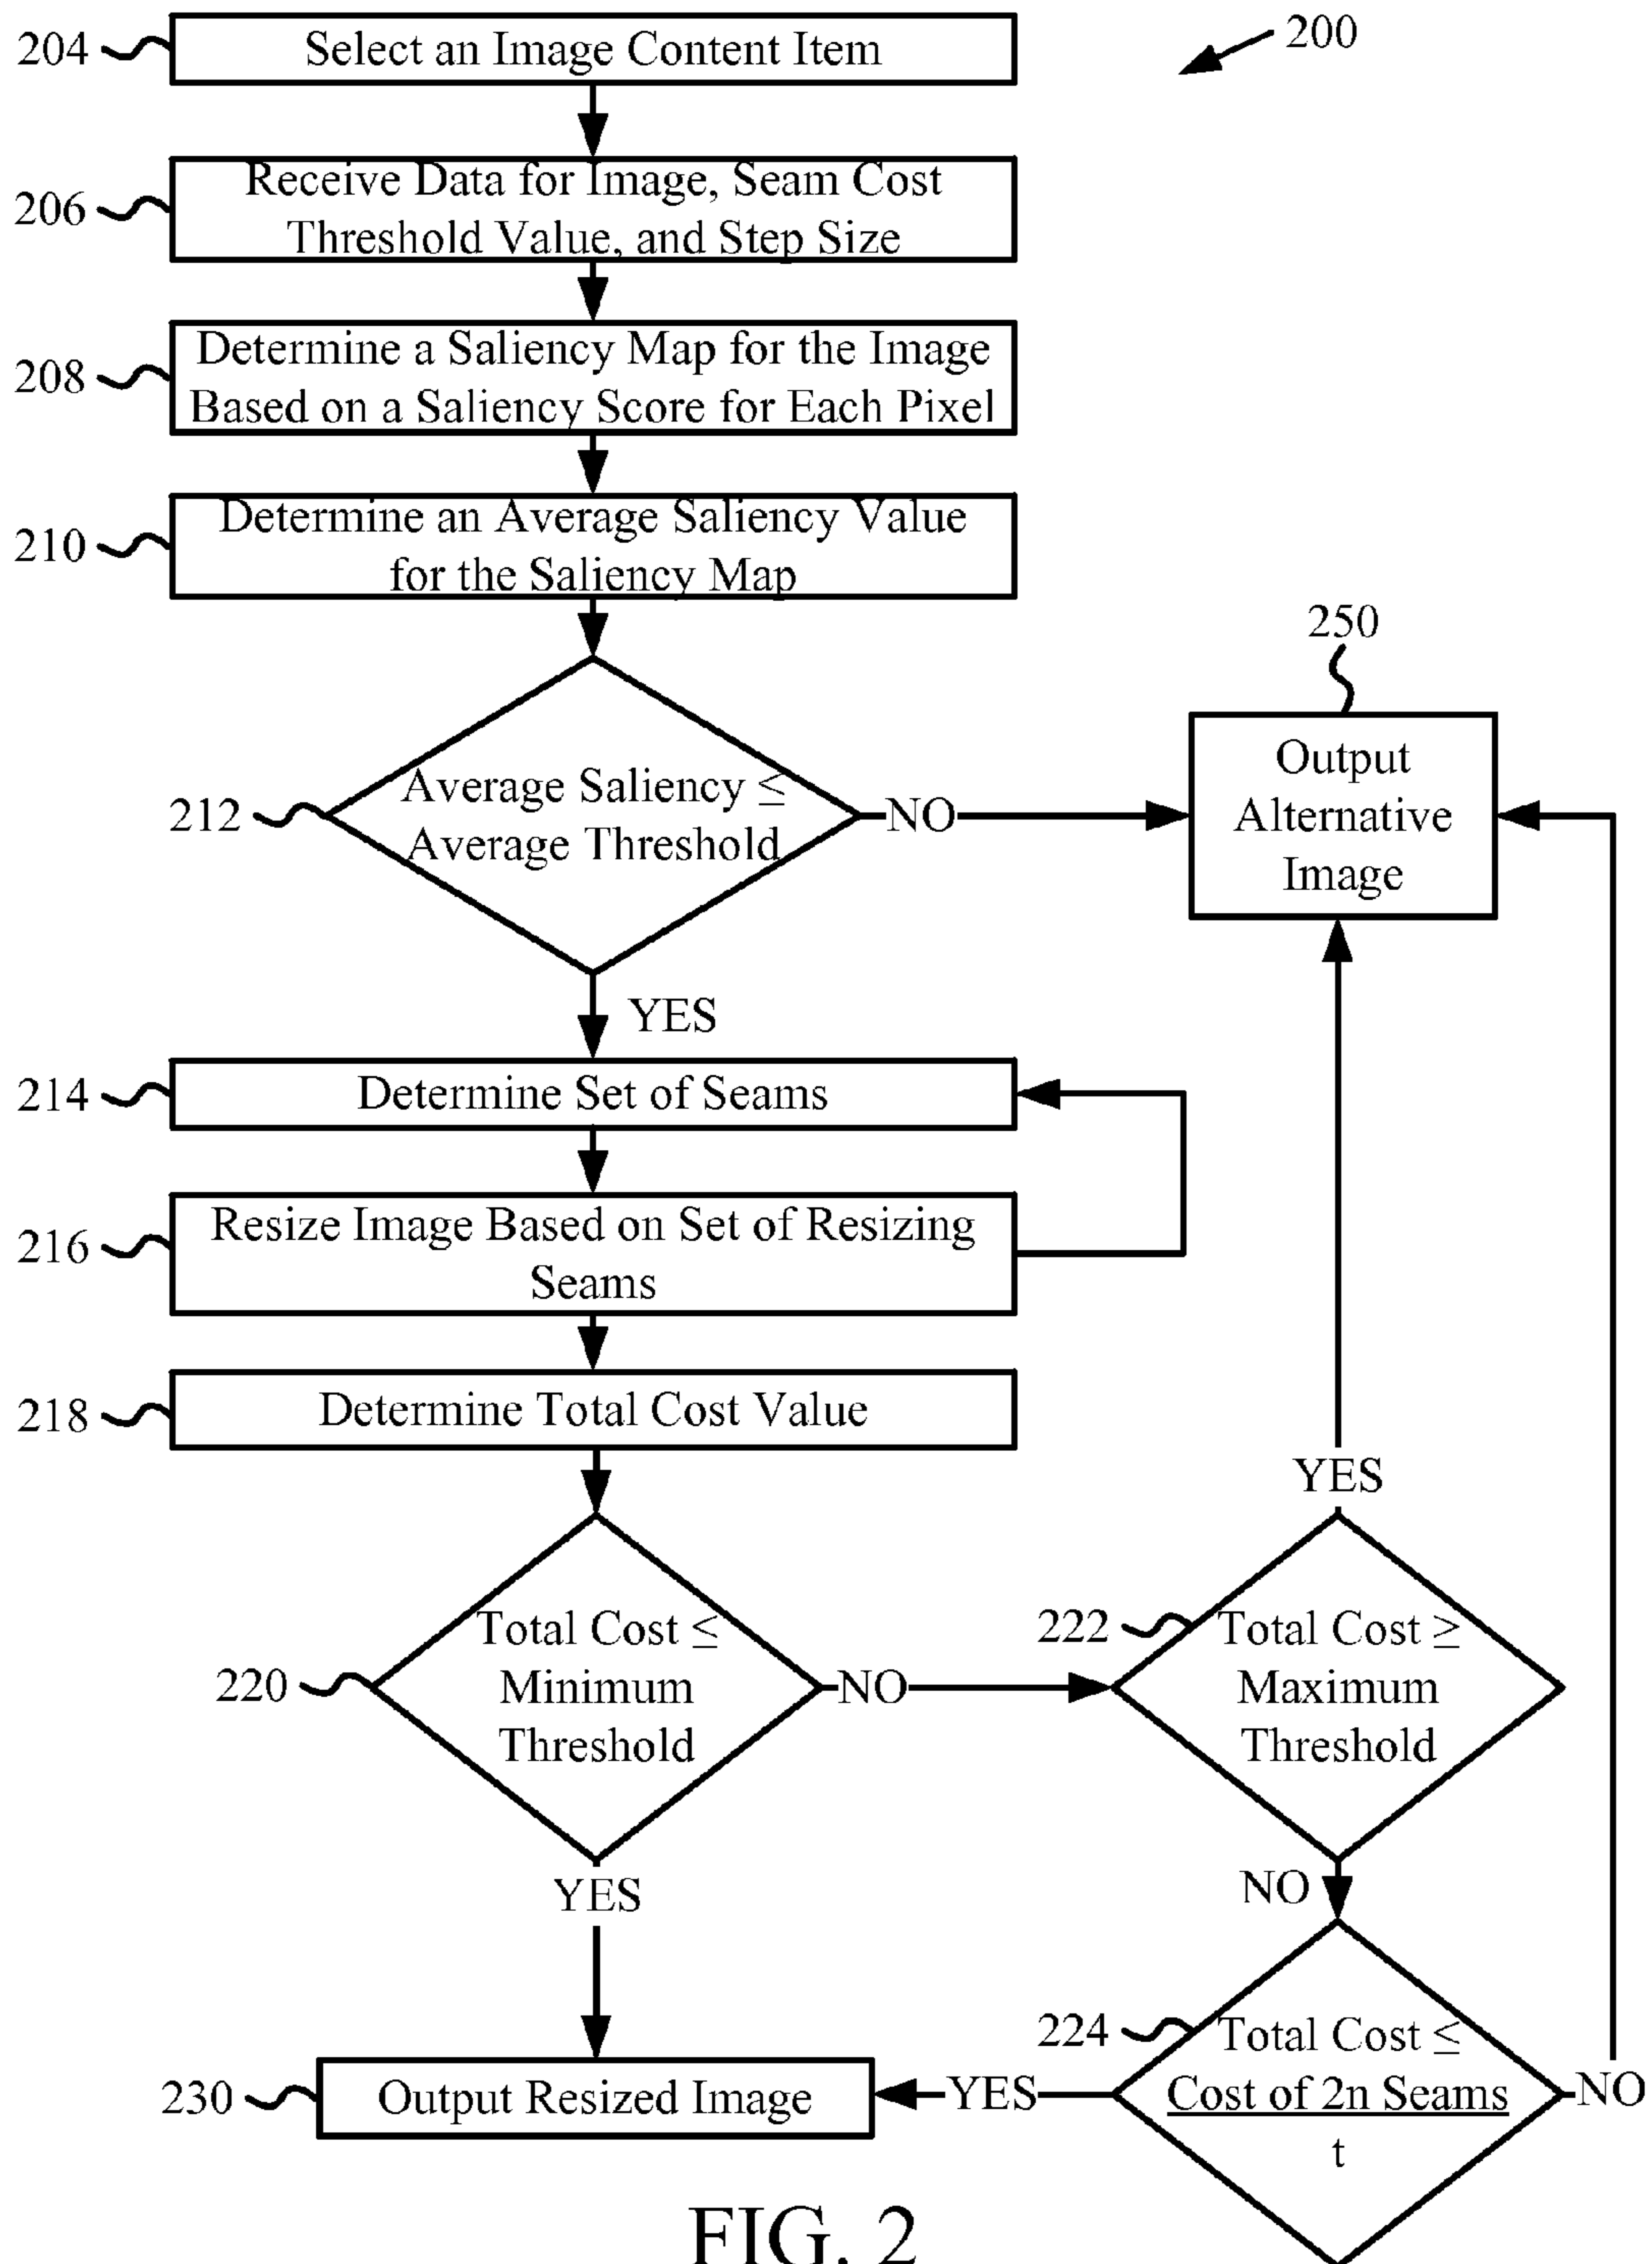 200
204
Select an Image Content Item
206
Receive Data for Image, Seam Cost
Threshold Value, and Step Size
208
Determine a Saliency Map for the Image
Based on a Saliency Score for Each Pixel
210
Determine an Average Saliency Value
for the Saliency Map
212
Average Saliency ≤
Average Threshold
NO
250
Output
Alternative
Image
YES
214
Determine Set of Seams
216
Resize Image Based on Set of Resizing
Seams
218
Determine Total Cost Value
220
Total Cost ≤
Minimum
Threshold
NO
222
Total Cost ≥
Maximum
Threshold
YES
YES
NO
224
Total Cost ≤
Cost of 2n Seams
t
NO
YES
230
Output Resized Image
FIG. 2